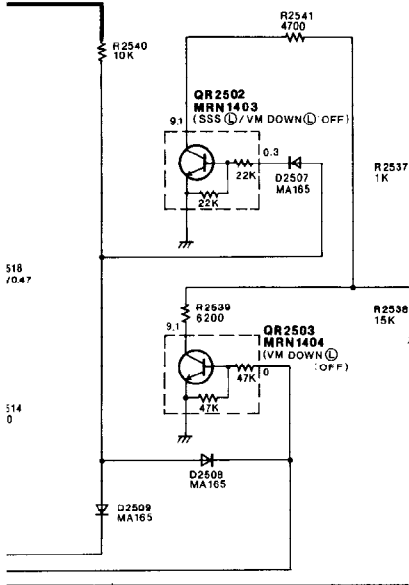 R2541
4700
R2540
10K
QR2502
MRN1403
(SSS Ⓛ/VM DOWN Ⓛ:OFF)
9.1
0.3
22K
22K
D2507
MA165
R2537
1K
518
/0.47
R2539
6200
9.1
R2538
15K
QR2503
MRN1404
(VM DOWN Ⓛ
:OFF)
47K
0
47K
514
0
D2508
MA165
D2509
MA165